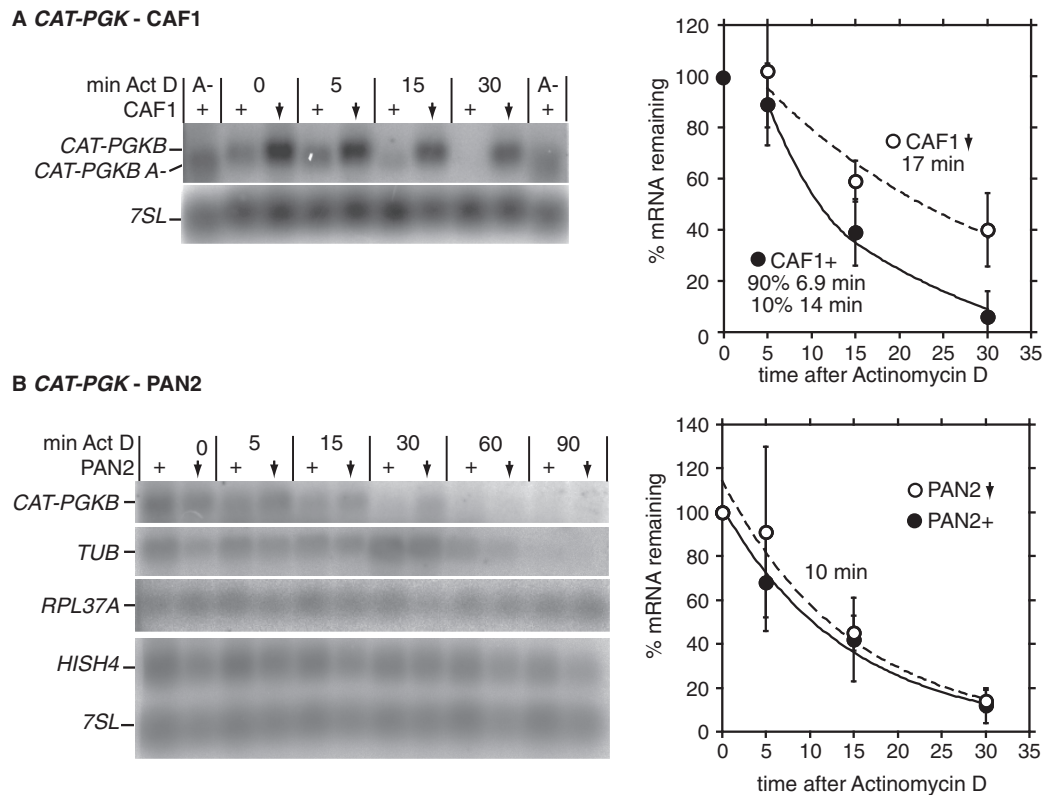 A CAT-PGK - CAF1
min Act D A- 0 5 15 30 A-
CAF1 + + + + + +
CAT-PGKB
CAT-PGKB A-
7SL
120
100
80
60
40
20
0
% mRNA remaining
CAF1
17 min
CAF1+
90% 6.9 min
10% 14 min
0 5 10 15 20 25 30 35
time after Actinomycin D
B CAT-PGK - PAN2
min Act D 0 5 15 30 60 90
PAN2 + + + + + +
CAT-PGKB
TUB
RPL37A
HISH4
7SL
140
120
100
80
60
40
20
0
% mRNA remaining
PAN2
PAN2+
10 min
0 5 10 15 20 25 30 35
time after Actinomycin D